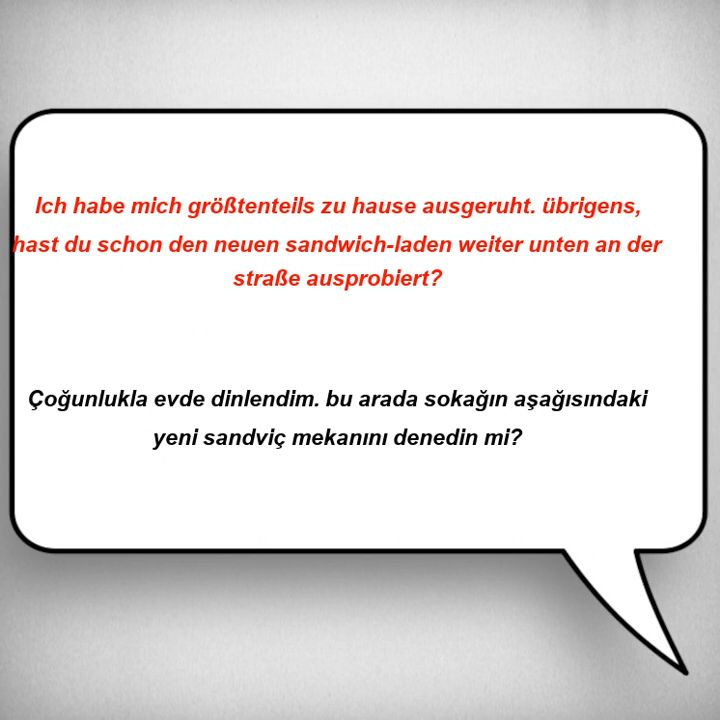 Ich habe mich größtenteils zu hause ausgeruht. übrigens,
hast du schon den neuen sandwich-laden weiter unten an der
straße ausprobiert?
Çoğunlukla evde dinlendim. bu arada sokağın aşağısındaki
yeni sandviç mekanını denedin mi?